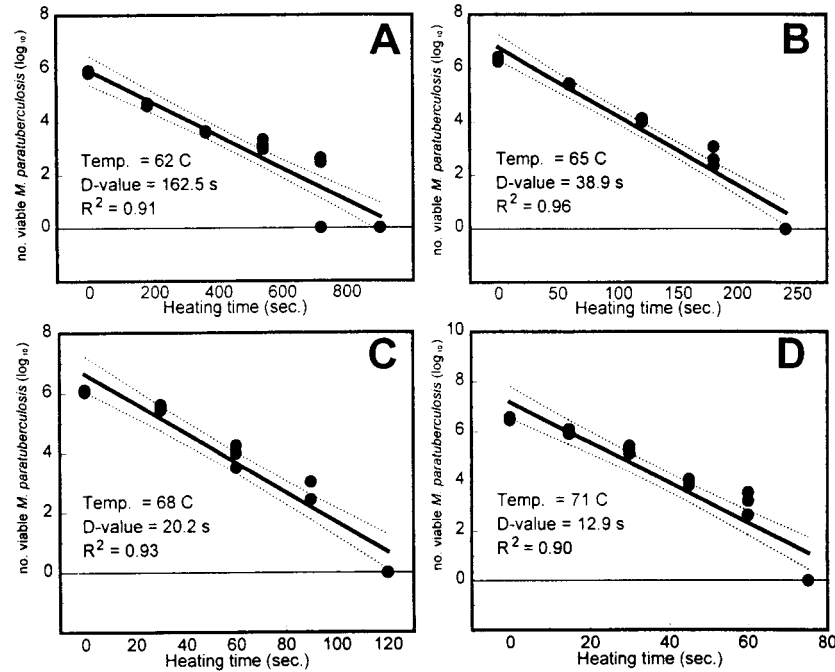 A
no. viable M. paratuberculosis (log₁₀)
8
6
4
2
0
Temp. = 62 C
D-value = 162.5 s
R² = 0.91
0 200 400 600 800
Heating time (sec.)
B
no. viable M. paratuberculosis (log₁₀)
8
6
4
2
0
Temp. = 65 C
D-value = 38.9 s
R² = 0.96
0 50 100 150 200 250
Heating time (sec.)
C
no. viable M. paratuberculosis (log₁₀)
8
6
4
2
0
Temp. = 68 C
D-value = 20.2 s
R² = 0.93
0 20 40 60 80 100 120
Heating time (sec.)
D
no. viable M. paratuberculosis (log₁₀)
10
8
6
4
2
0
Temp. = 71 C
D-value = 12.9 s
R² = 0.90
0 20 40 60 80
Heating time (sec.)